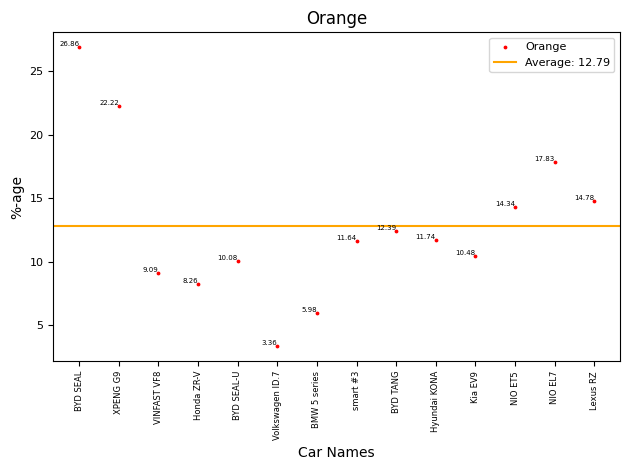 Orange
Orange
Average: 12.79
%-age
25
20
15
10
5
26.86
22.22
9.09
8.26
10.08
3.36
5.98
11.64
12.39
11.74
10.48
14.34
17.83
14.78
BYD SEAL
XPENG G9
VINFAST VF8
Honda ZR-V
BYD SEAL-U
Volkswagen ID.7
BMW 5 series
smart #3
BYD TANG
Hyundai KONA
Kia EV9
NIO ET5
NIO EL7
Lexus RZ
Car Names